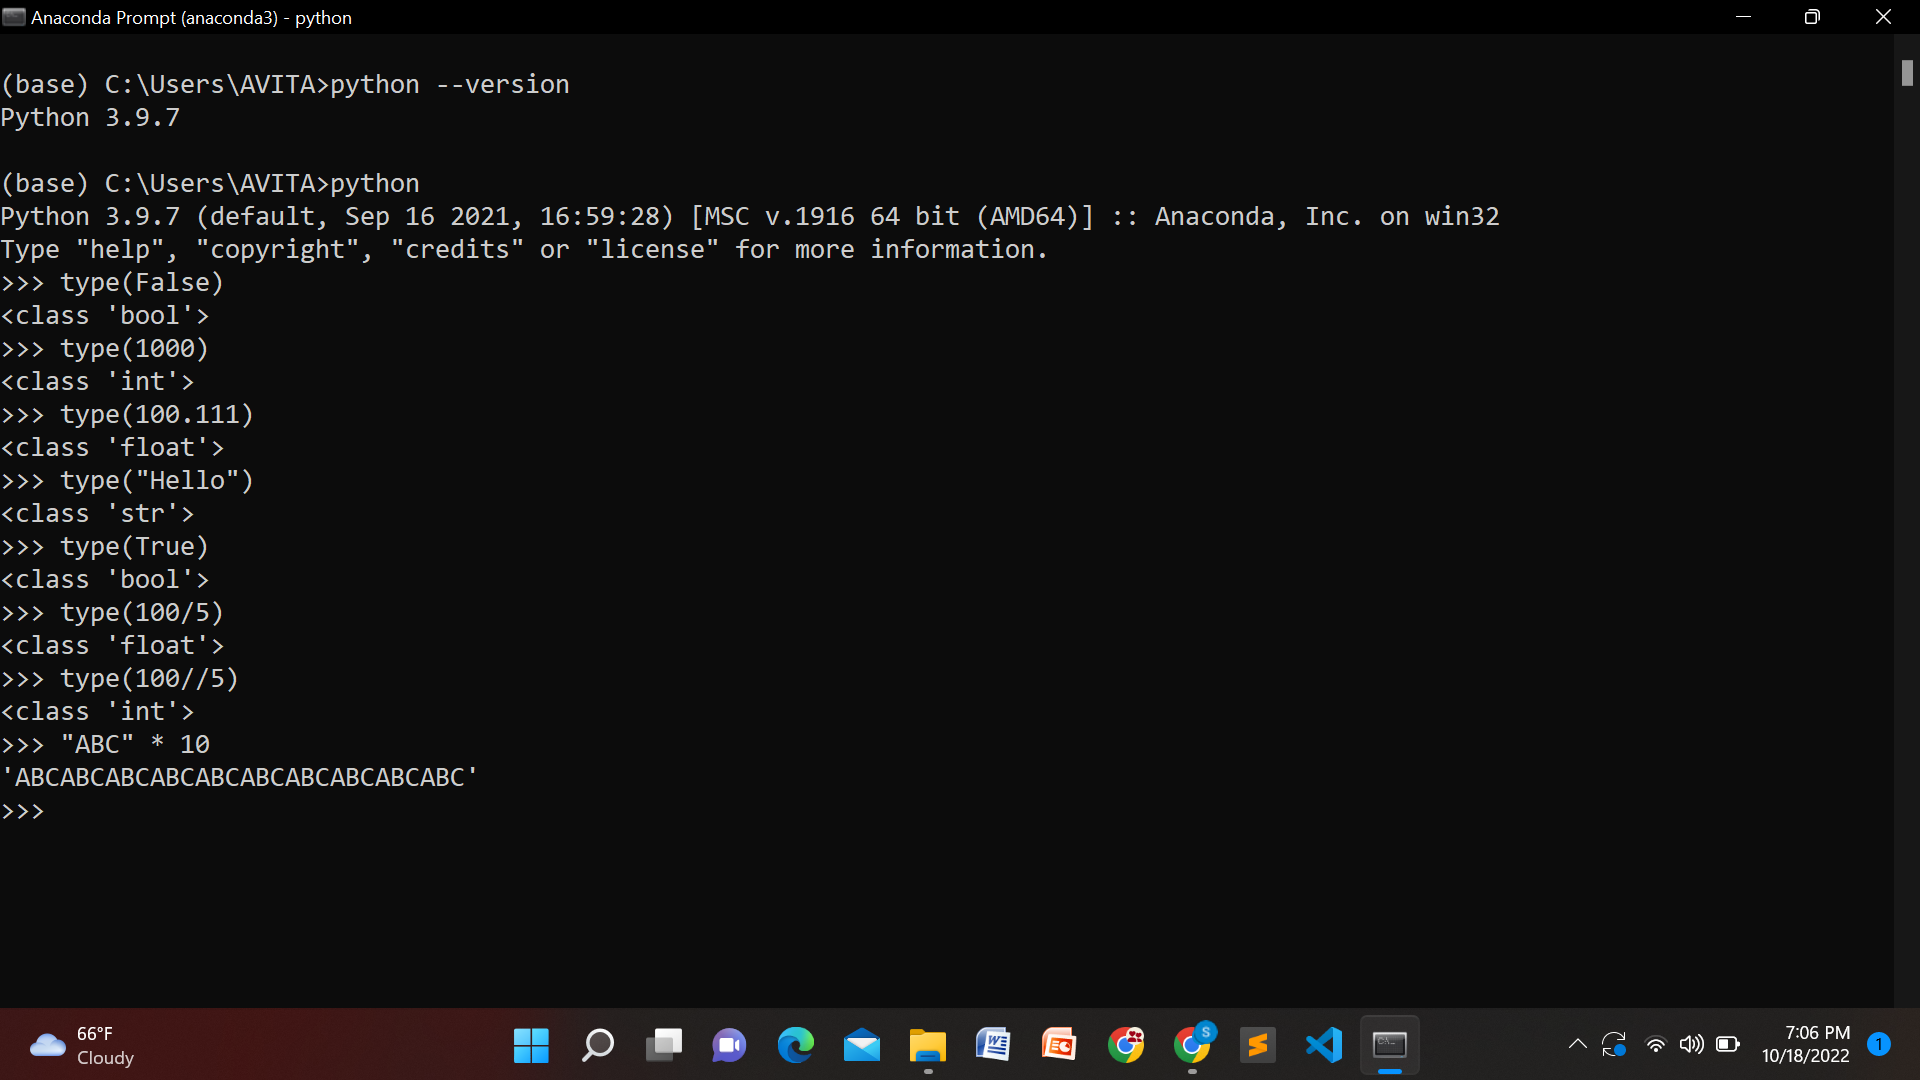 Anaconda Prompt (anaconda3) - python
(base) C:\Users\AVITA>python --version
Python 3.9.7
(base) C:\Users\AVITA>python
Python 3.9.7 (default, Sep 16 2021, 16:59:28) [MSC v.1916 64 bit (AMD64)] :: Anaconda, Inc. on win32
Type "help", "copyright", "credits" or "license" for more information.
>>> type(False)
<class 'bool'>
>>> type(1000)
<class 'int'>
>>> type(100.111)
<class 'float'>
>>> type("Hello")
<class 'str'>
>>> type(True)
<class 'bool'>
>>> type(100/5)
<class 'float'>
>>> type(100//5)
<class 'int'>
>>> "ABC" * 10
'ABCABCABCABCABCABCABCABCABCABC'
>>>
66°F
Cloudy
S
7:06 PM
10/18/2022
1